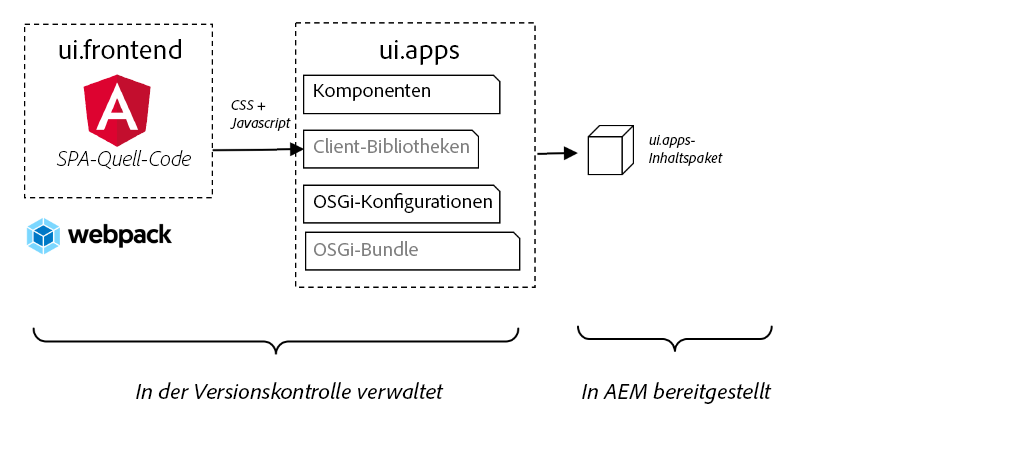 ui.frontend
A
SPA-Quell-Code
webpack
CSS +
Javascript
ui.apps
Komponenten
Client-Bibliotheken
OSGi-Konfigurationen
OSGi-Bundle
ui.apps-
Inhaltspaket
In der Versionskontrolle verwaltet
In AEM bereitgestellt